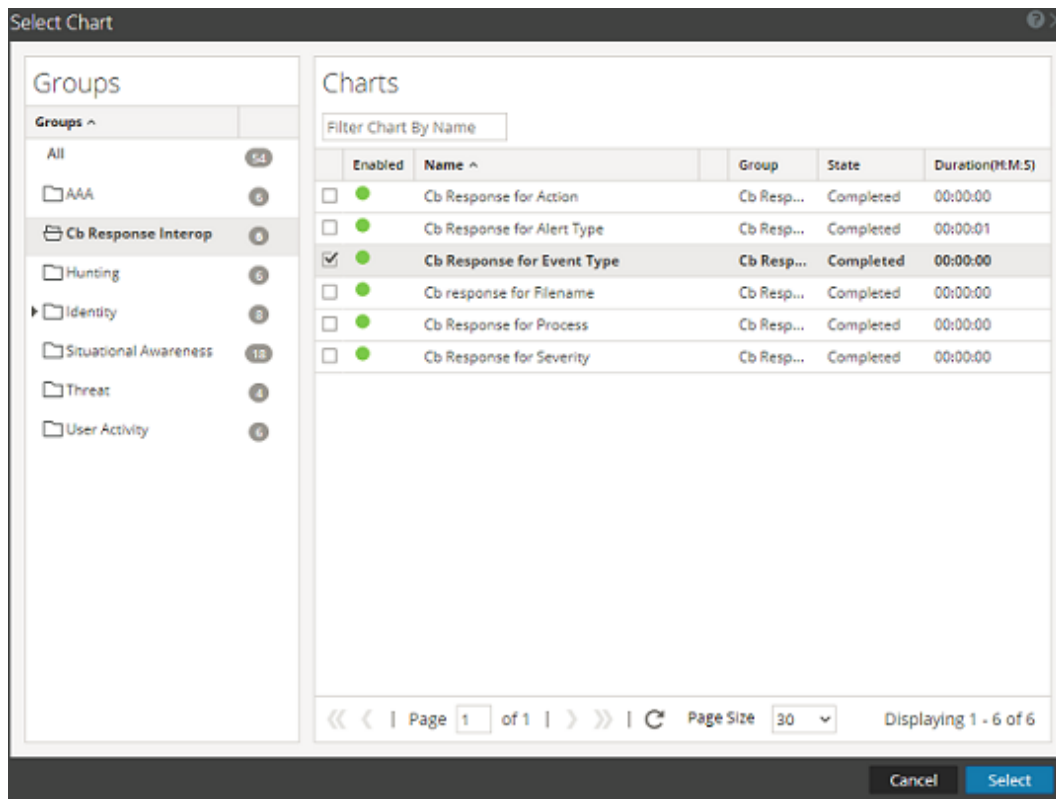 Select Chart
Groups
Groups
All 54
AAA 6
Cb Response Interop 6
Hunting 6
Identity 8
Situational Awareness 18
Threat 4
User Activity 6
Charts
Filter Chart By Name
Enabled Name Group State Duration(H:M:S)
Cb Response for Action Cb Resp... Completed 00:00:00
Cb Response for Alert Type Cb Resp... Completed 00:00:01
Cb Response for Event Type Cb Resp... Completed 00:00:00
Cb response for Filename Cb Resp... Completed 00:00:00
Cb Response for Process Cb Resp... Completed 00:00:00
Cb Response for Severity Cb Resp... Completed 00:00:00
Page 1 of 1 Page Size 30 Displaying 1 - 6 of 6
Cancel Select